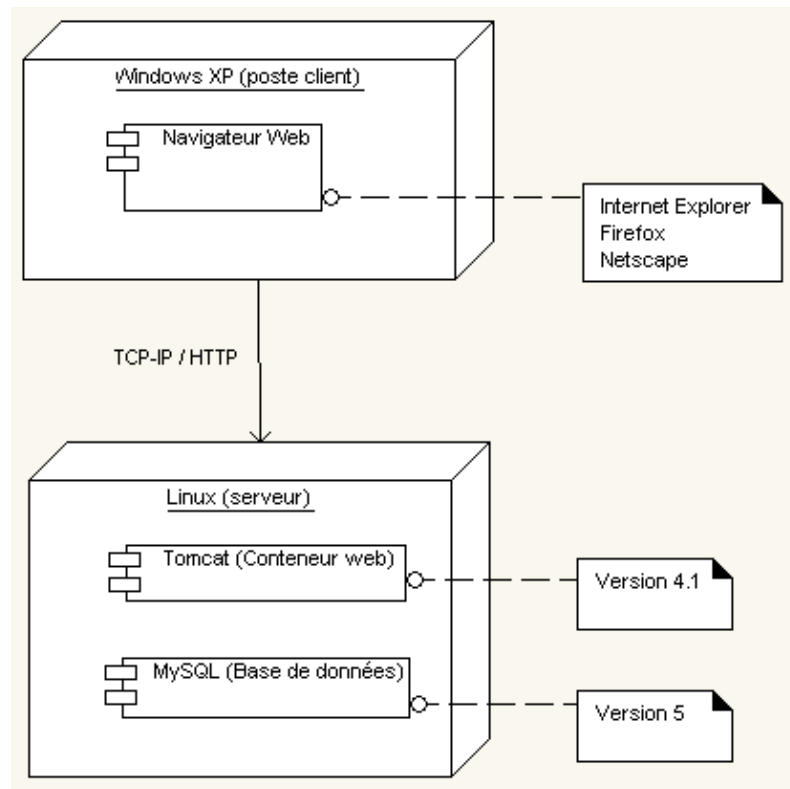 Windows XP (poste client)
Navigateur Web
Internet Explorer
Firefox
Netscape
TCP-IP / HTTP
Linux (serveur)
Tomcat (Conteneur web)
Version 4.1
MySQL (Base de données)
Version 5